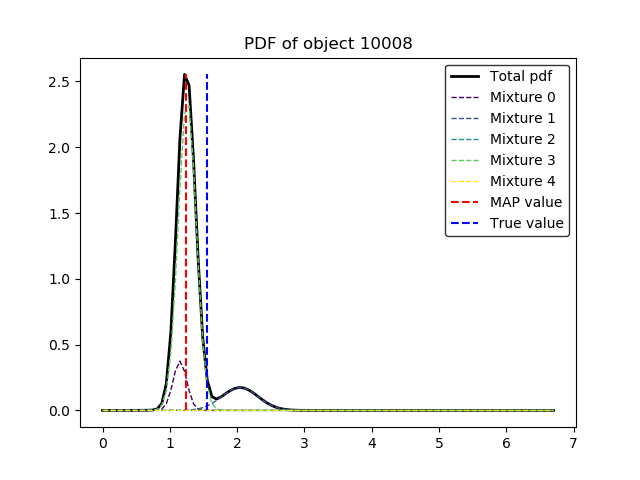 PDF of object 10008
2.5
2.0
1.5
1.0
0.5
0.0
0 1 2 3 4 5 6 7
Total pdf
Mixture 0
Mixture 1
Mixture 2
Mixture 3
Mixture 4
MAP value
True value